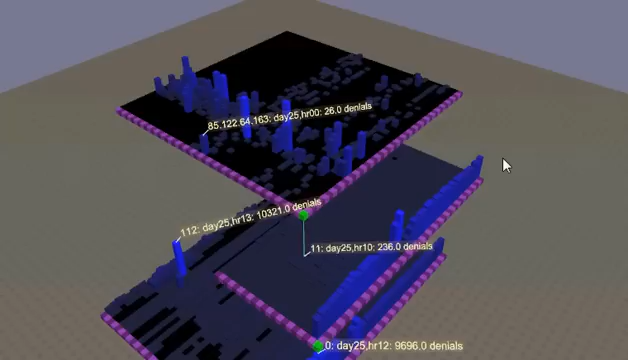 85.122.64.163: day25,hr00: 26.0 denials
112: day25,hr13: 10321.0 denials
11: day25,hr10: 236.0 denials
0: day25,hr12: 9696.0 denials